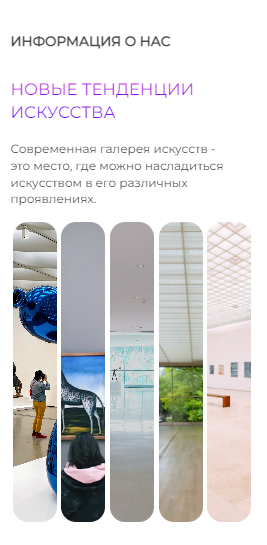 ИНФОРМАЦИЯ О НАС
НОВЫЕ ТЕНДЕНЦИИ
ИСКУССТВА
Современная галерея искусств -
это место, где можно насладиться
искусством в его различных
проявлениях.